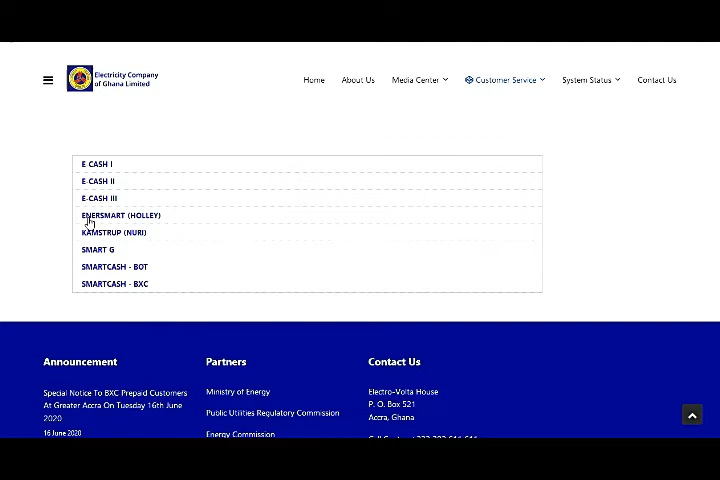 Electricity Company
of Ghana Limited
Home
About Us
Media Center
Customer Service
System Status
Contact Us
E-CASH I
E-CASH II
E-CASH III
ENERSMART (HOLLEY)
KAMSTRUP (NURI)
SMART G
SMARTCASH - BOT
SMARTCASH - BXC
Announcement
Special Notice To BXC Prepaid Customers
At Greater Accra On Tuesday 16th June
2020
16 June 2020
Partners
Ministry of Energy
Public Utilities Regulatory Commission
Energy Commission
Contact Us
Electro-Volta House
P. O. Box 521
Accra, Ghana